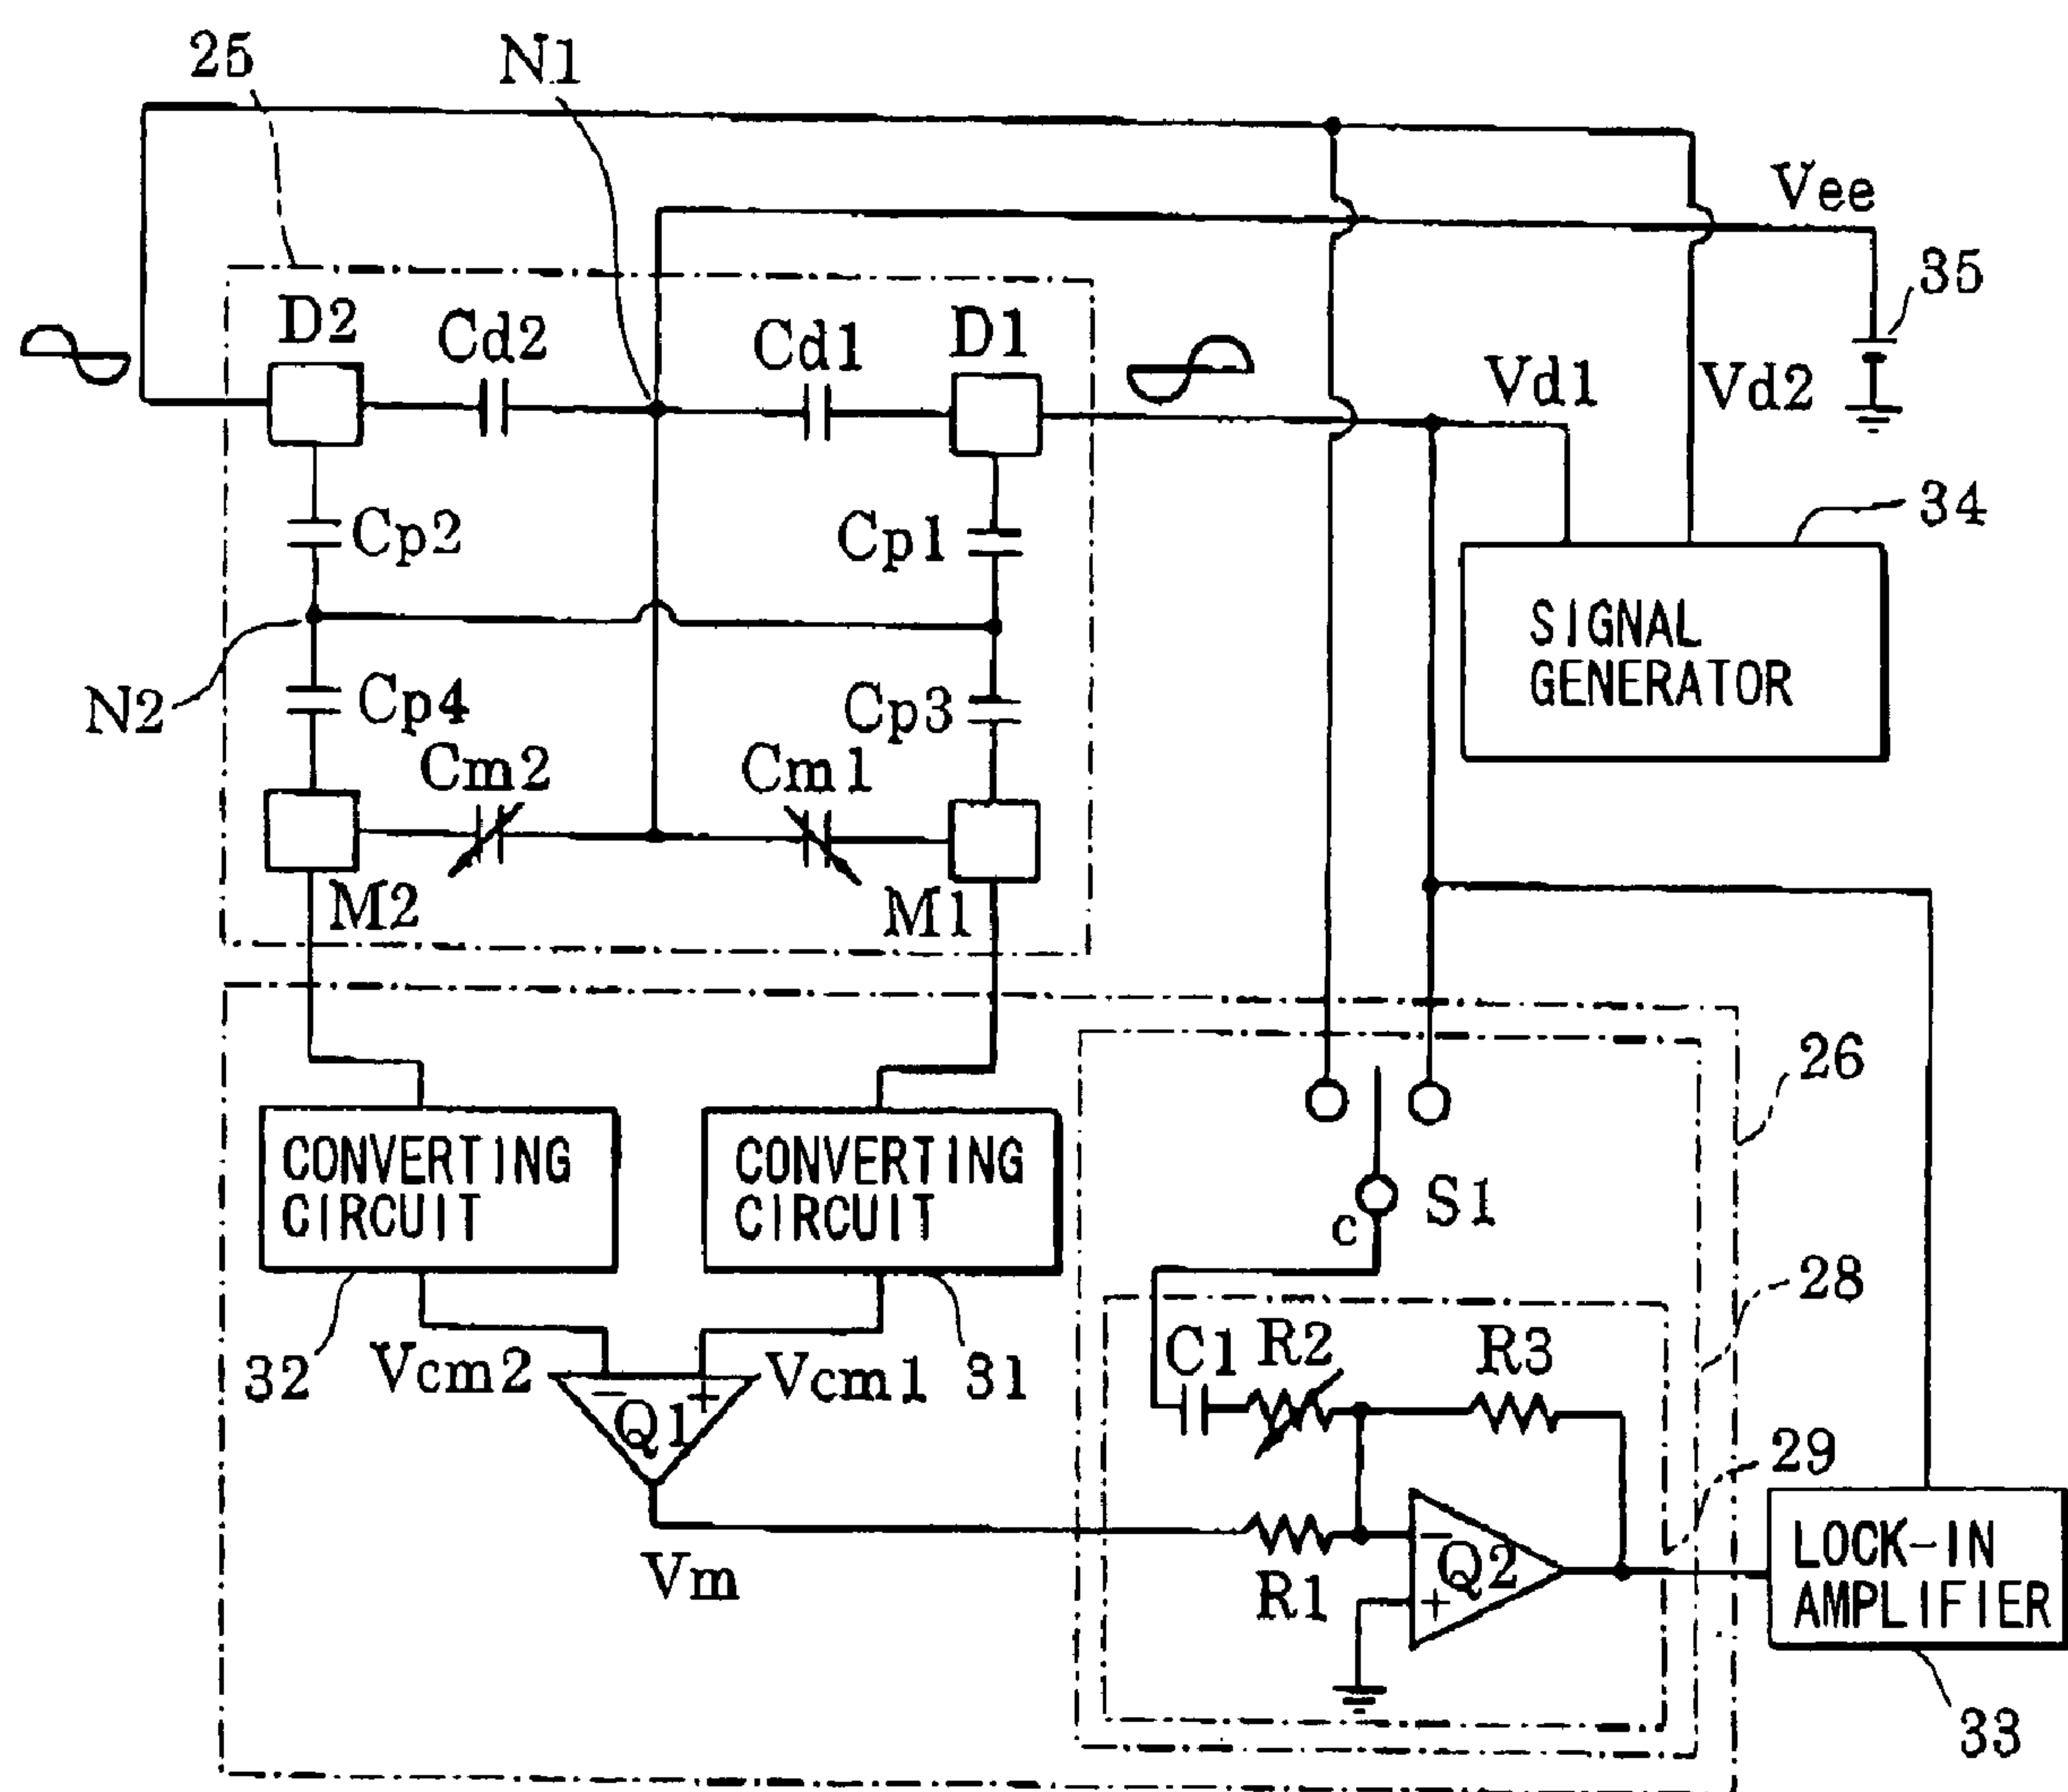 25
N1
Vee
35
D2
Cd2
Cd1
D1
Vd1
Vd2
34
Cp2
Cp1
SIGNAL
GENERATOR
N2
Cp4
Cp3
Cm2
Cm1
M2
M1
26
CONVERTING
CIRCUIT
CONVERTING
CIRCUIT
c
S1
28
32
Vcm2
Vcm1
31
C1
R2
R3
−
+
Q1
29
Vm
R1
−
Q2
+
LOCK-IN
AMPLIFIER
33